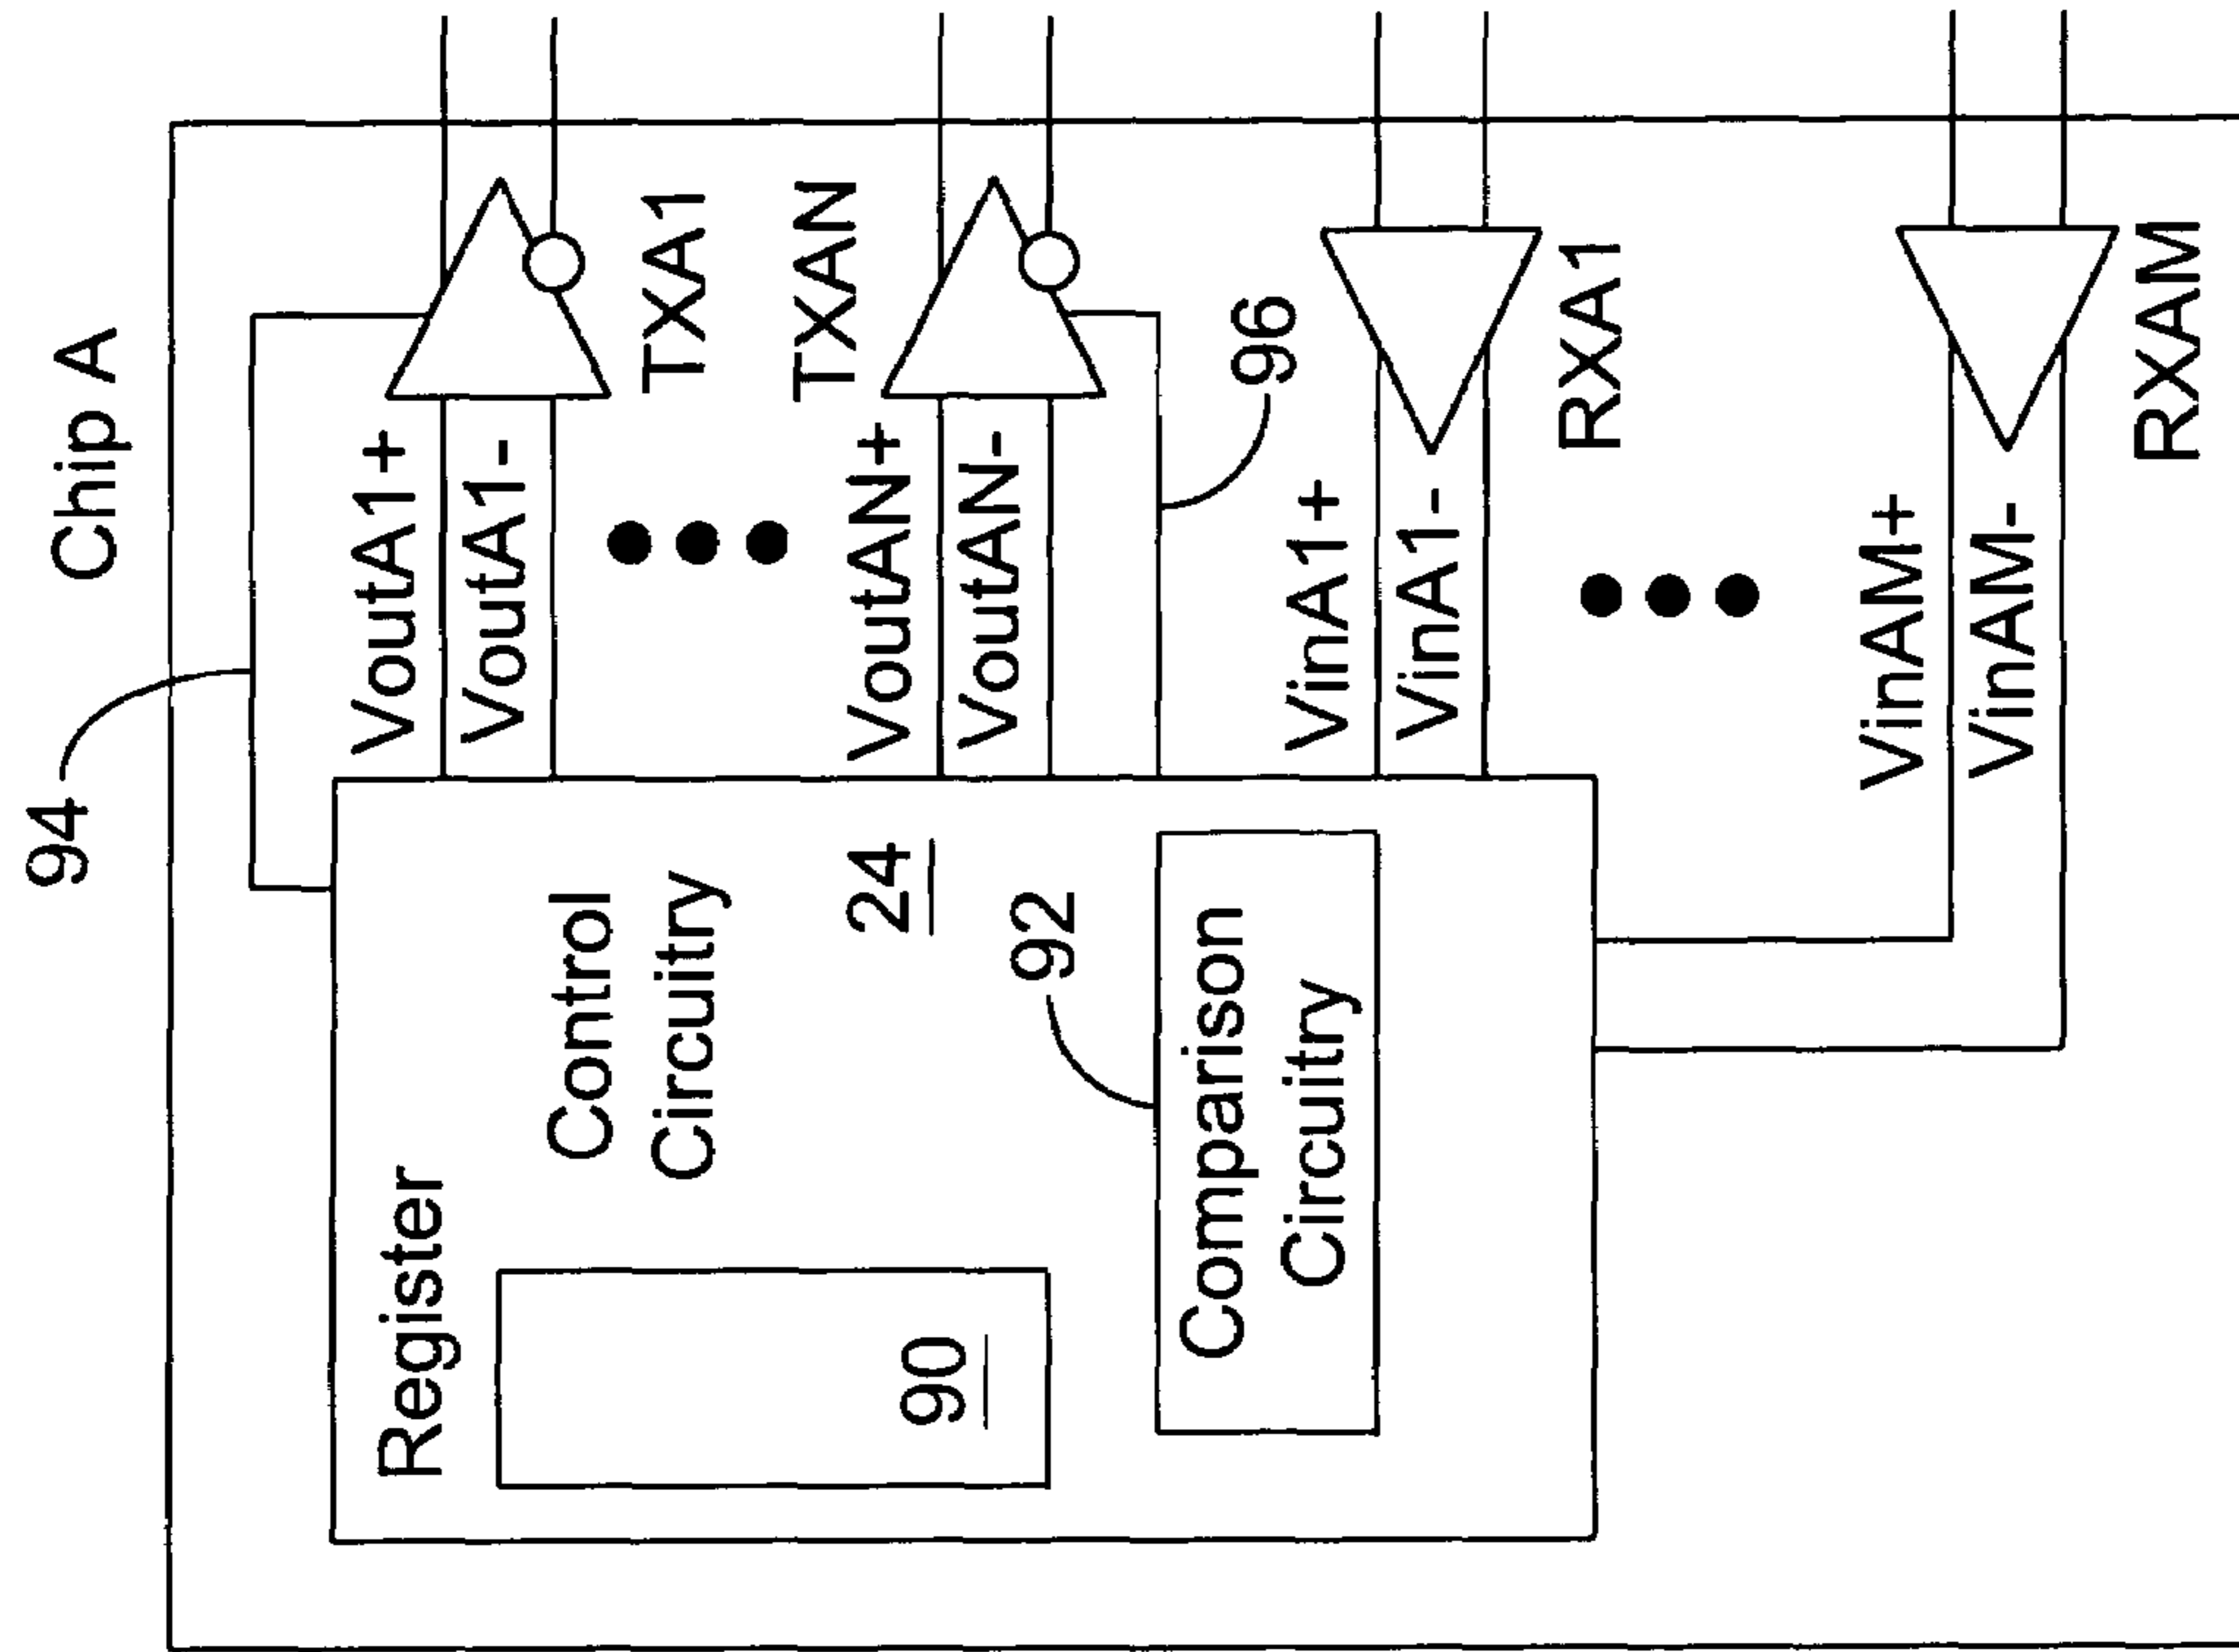 Chip A
94
Register
Control
Circuitry
24
90
92
Comparison
Circuitry
VoutA1+
VoutA1-
TXA1
TXAN
VoutAN+
VoutAN-
96
VinA1+
VinA1-
RXA1
VinAM+
VinAM-
RXAM